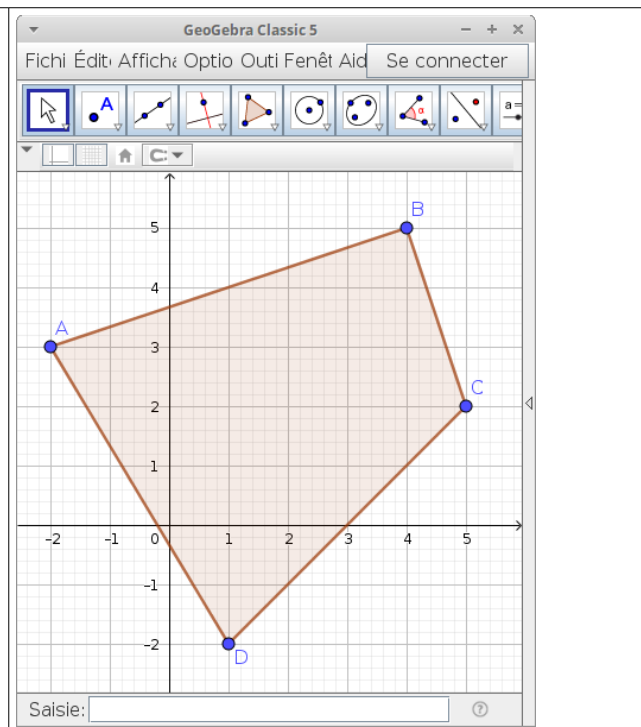 GeoGebra Classic 5
Fichi Édit Affich Optio Outi Fenêt Aid Se connecter
A α a=
B
5
4
A
3
C
2
1
-2 -1 0 1 2 3 4 5
-1
-2
D
Saisie:
?